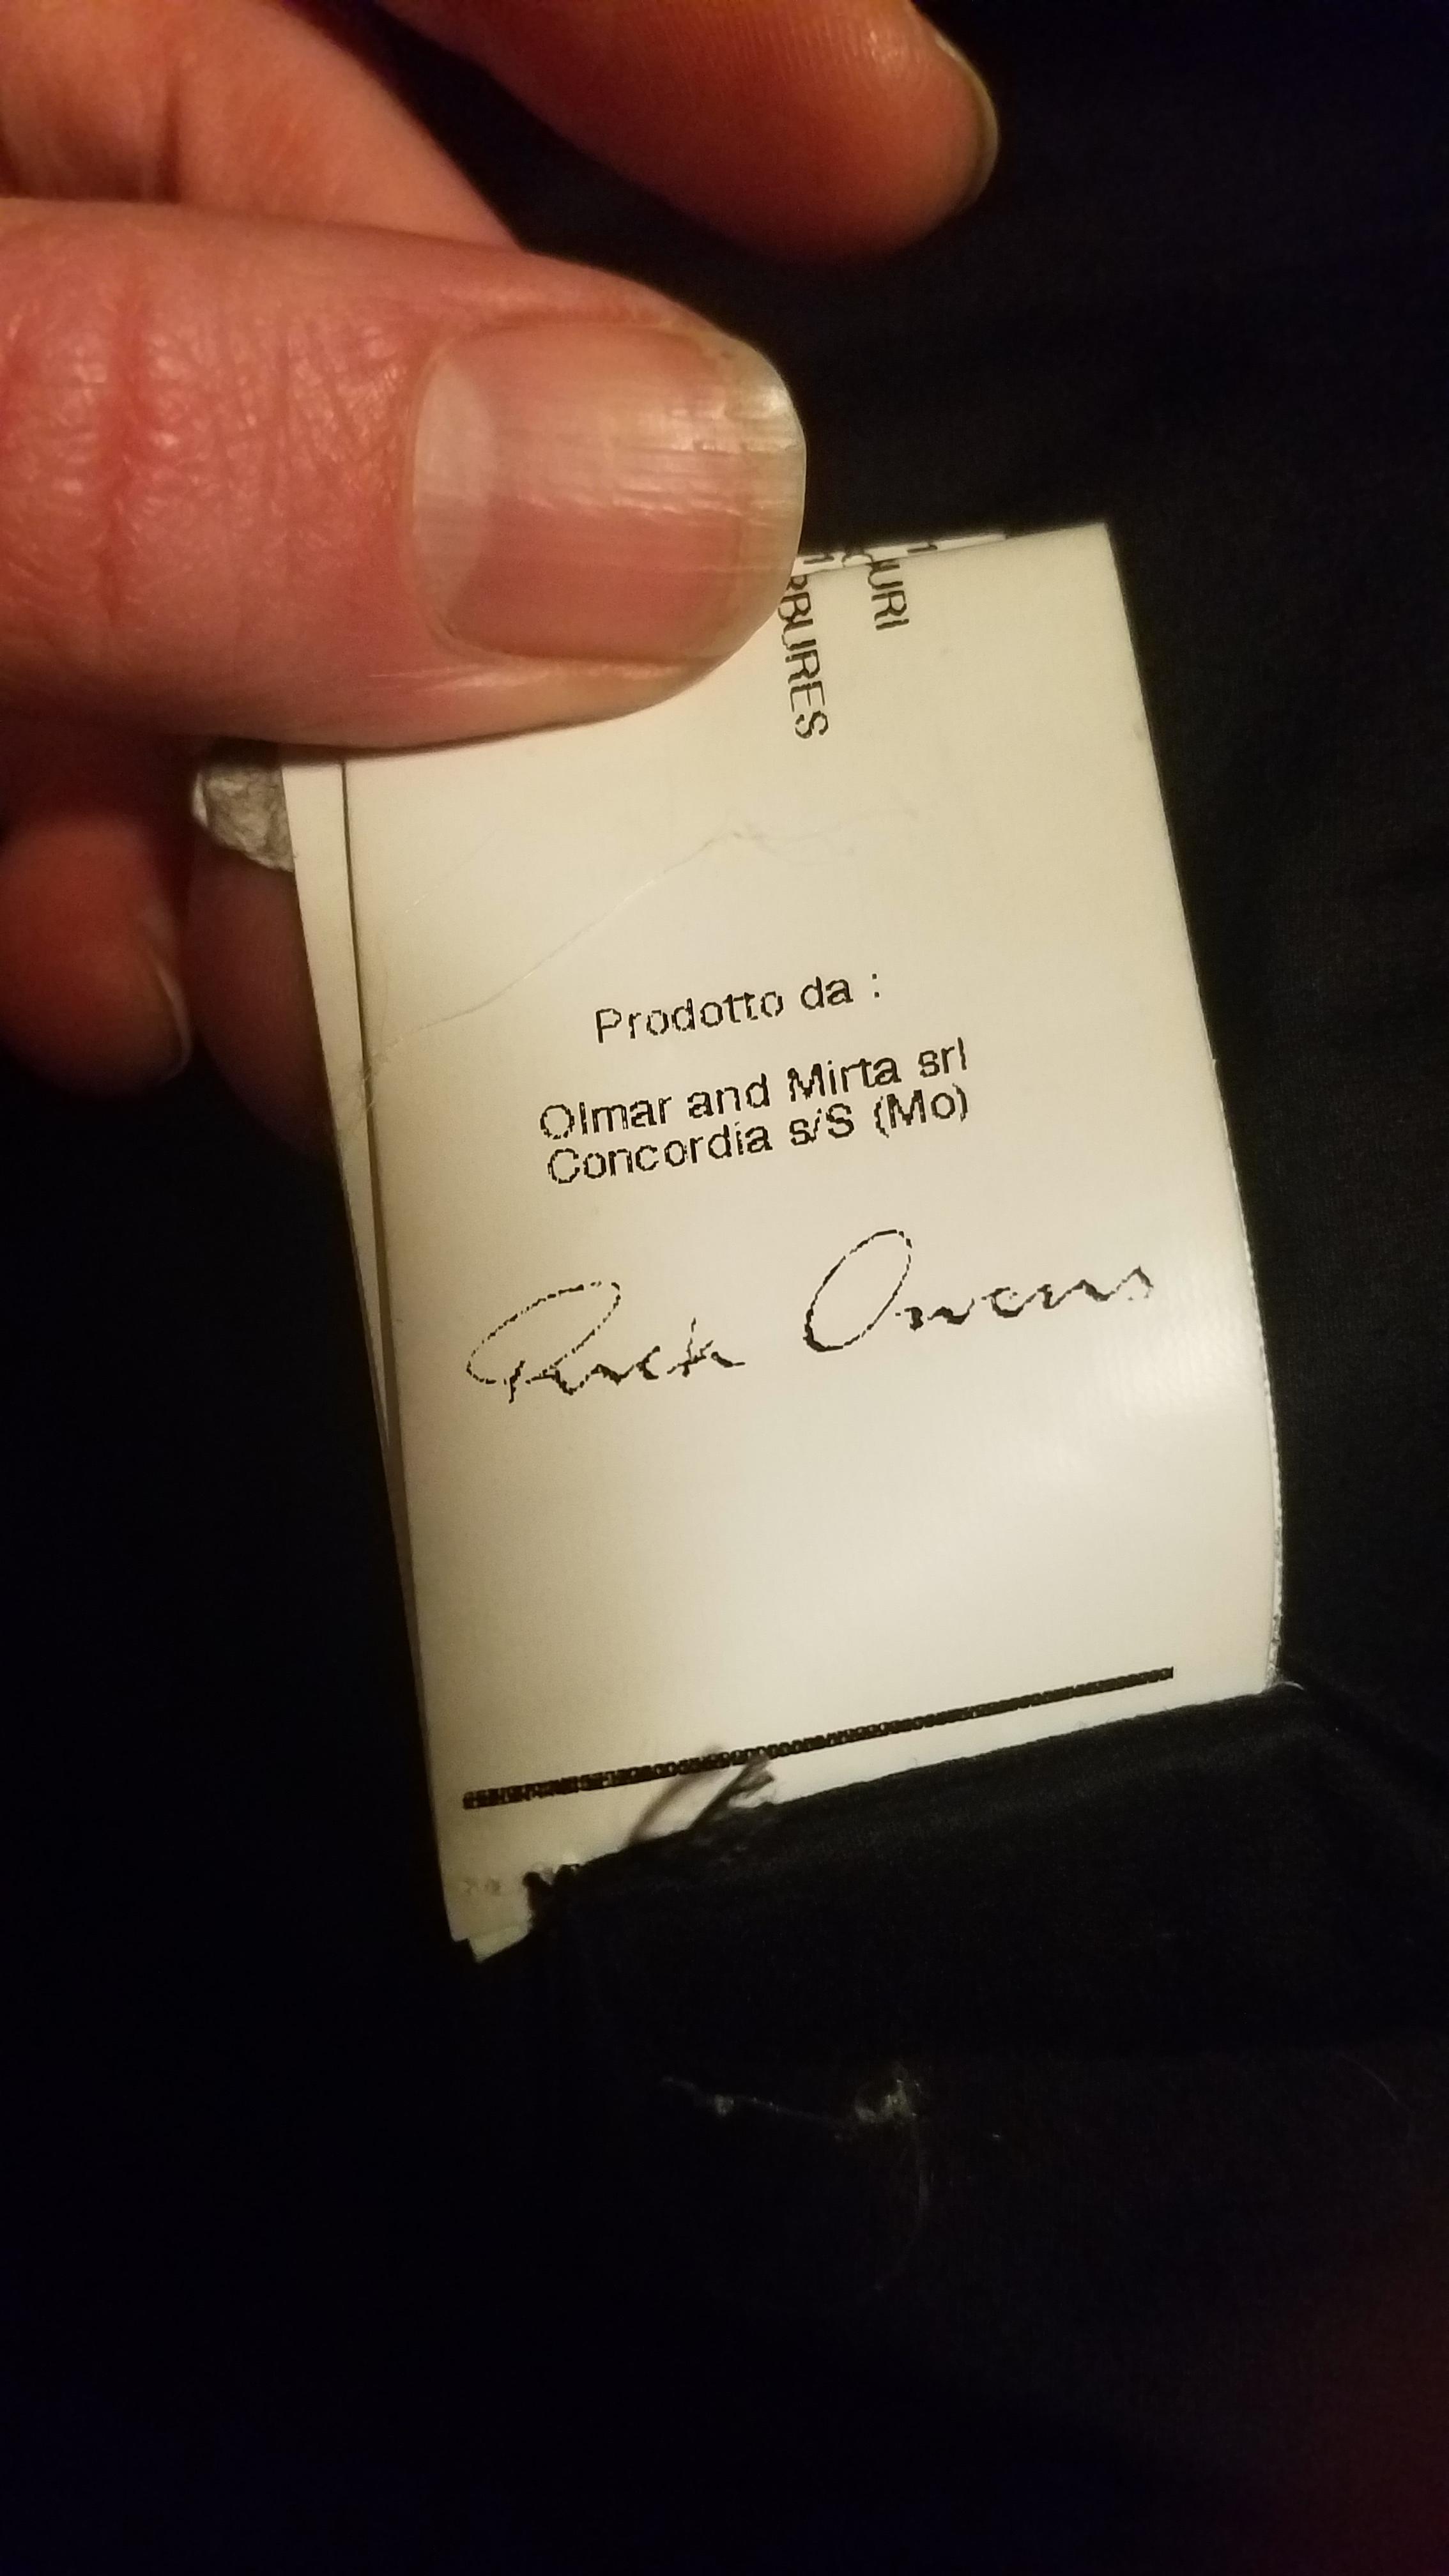 Prodotto da :
Olmar and Mirta srl
Concordia s/S (Mo)
Rick Owens